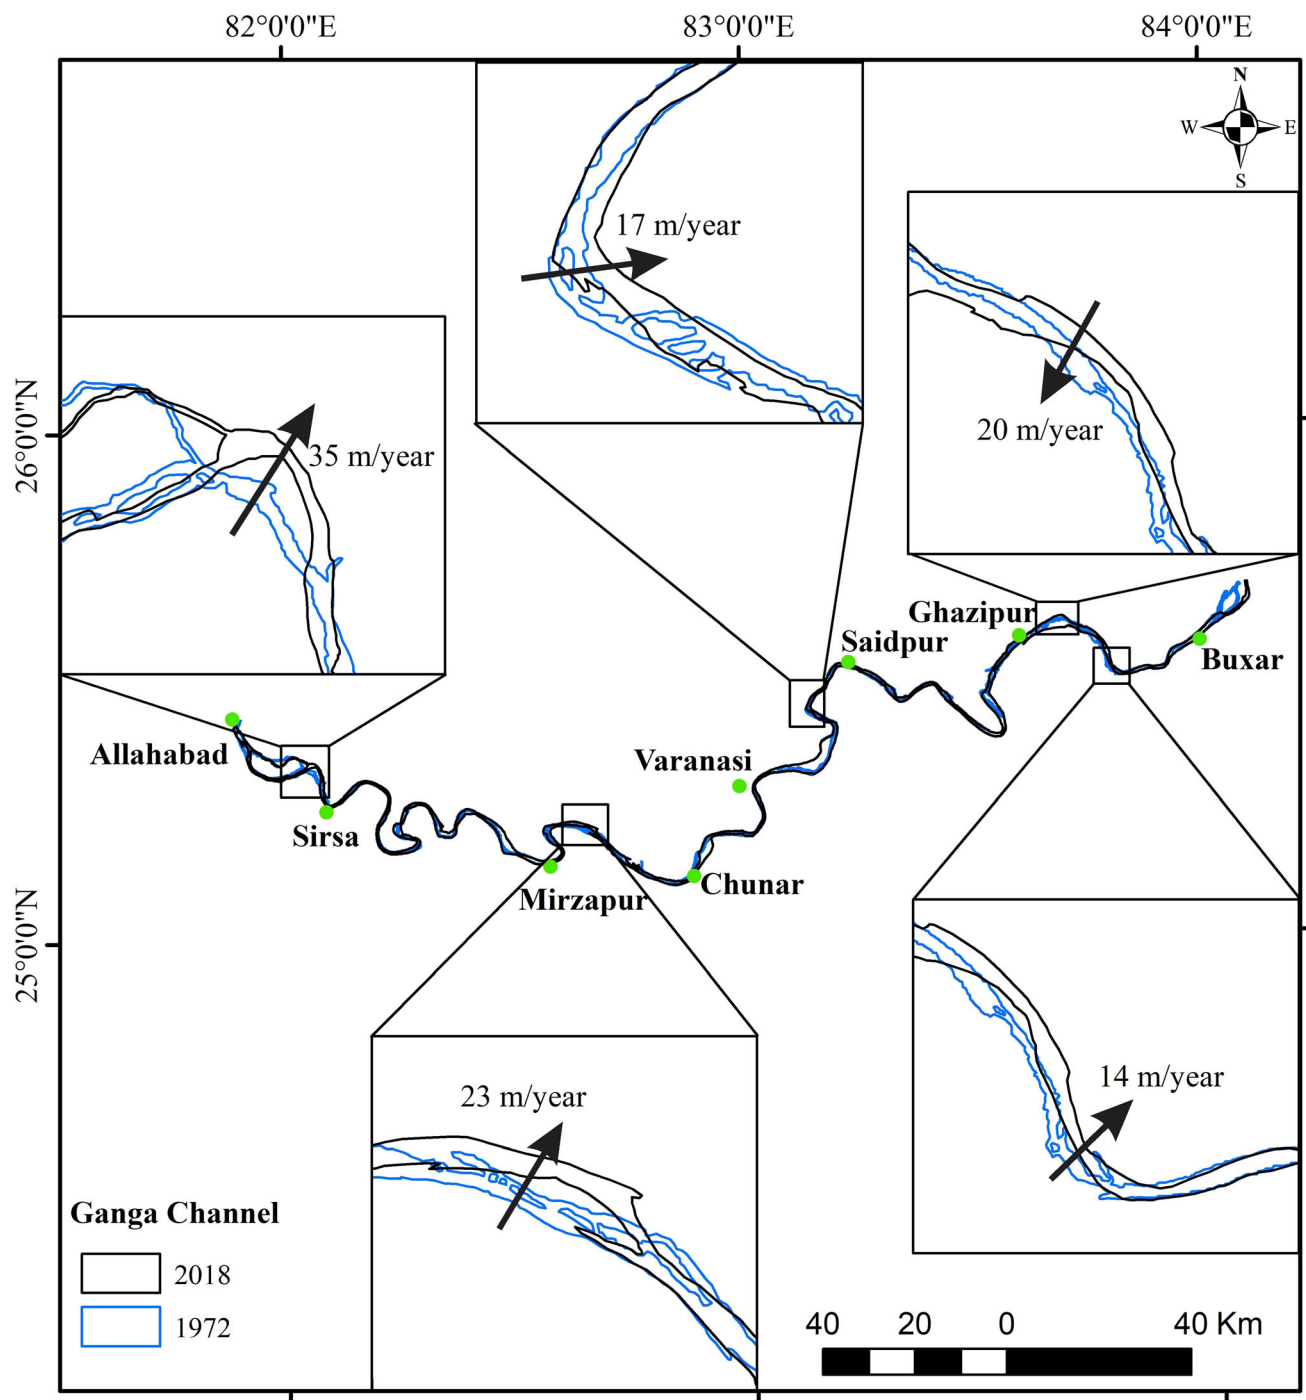 82°0'0"E
83°0'0"E
84°0'0"E
N
W
E
S
17 m/year
20 m/year
35 m/year
26°0'0"N
Ghazipur
Saidpur
Buxar
Allahabad
Varanasi
Sirsa
Chunar
Mirzapur
25°0'0"N
14 m/year
23 m/year
Ganga Channel
2018
1972
40 20 0 40 Km